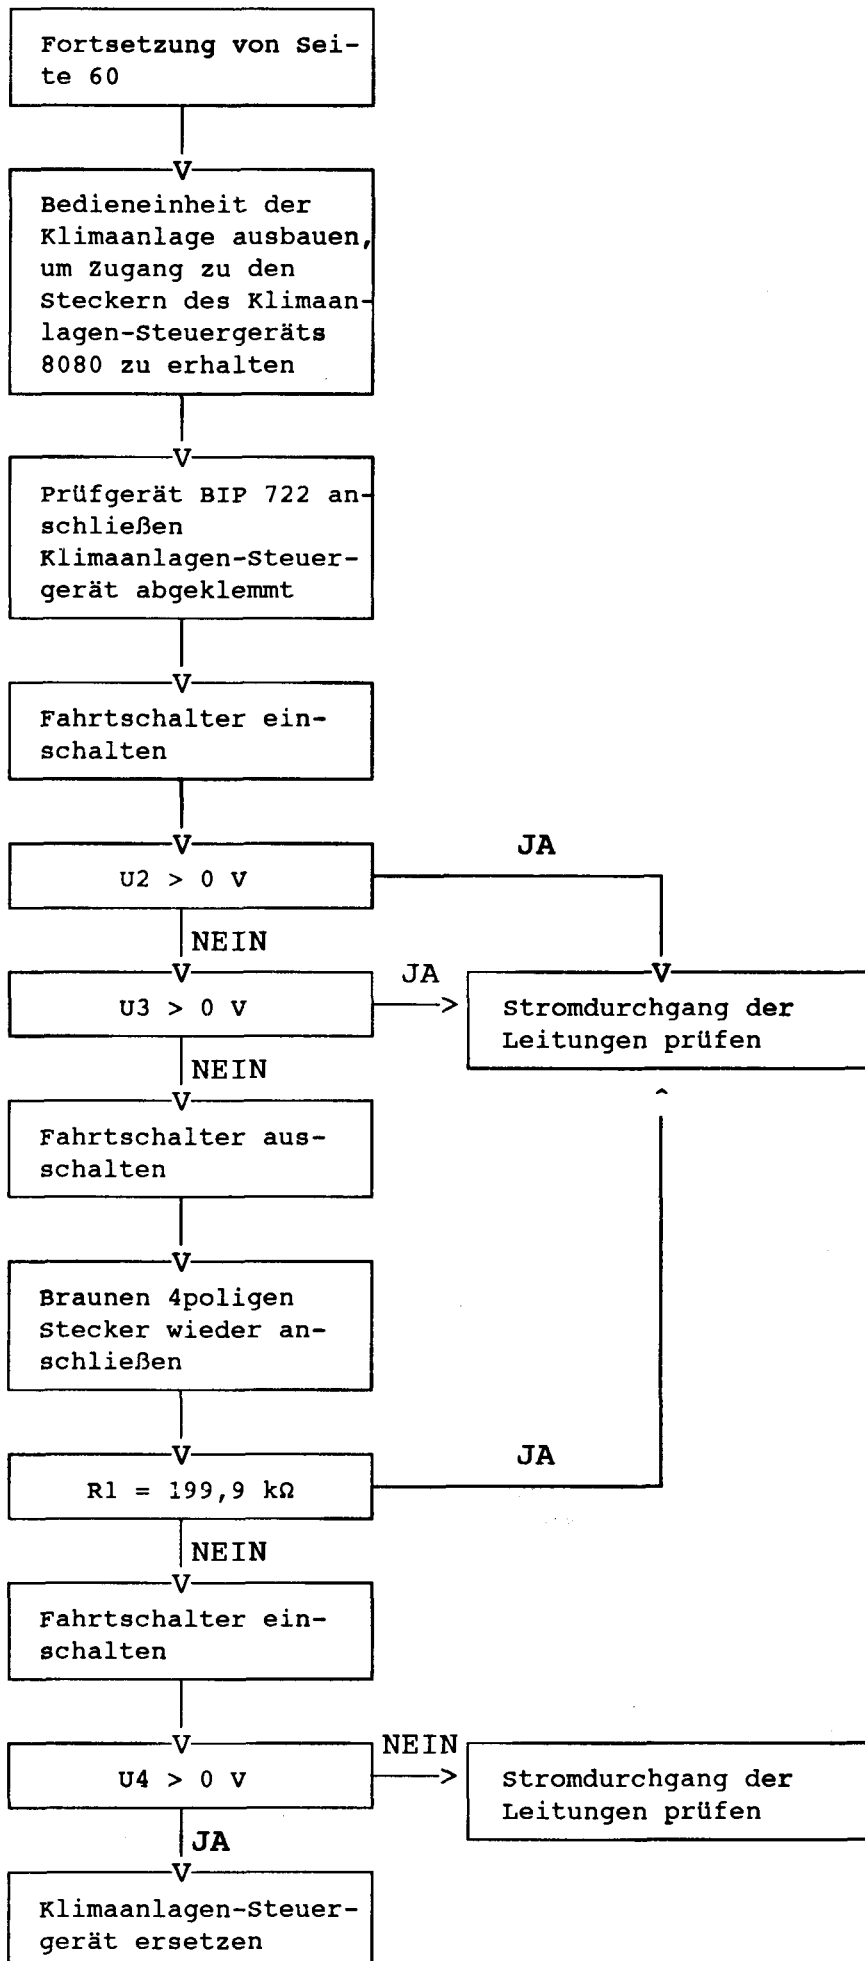 Fortsetzung von Sei-
te 60
V
Bedieneinheit der
Klimaanlage ausbauen,
um Zugang zu den
Steckern des Klimaan-
lagen-Steuergeräts
8080 zu erhalten
V
Prüfgerät BIP 722 an-
schließen
Klimaanlagen-Steuer-
gerät abgeklemmt
V
Fahrtschalter ein-
schalten
V
JA
U2 > 0 V
NEIN
V
JA
V
U3 > 0 V
>
Stromdurchgang der
Leitungen prüfen
NEIN
V
^
Fahrtschalter aus-
schalten
V
Braunen 4poligen
Stecker wieder an-
schließen
V
JA
R1 = 199,9 kΩ
NEIN
V
Fahrtschalter ein-
schalten
V
NEIN
U4 > 0 V
>
Stromdurchgang der
Leitungen prüfen
JA
V
Klimaanlagen-Steuer-
gerät ersetzen